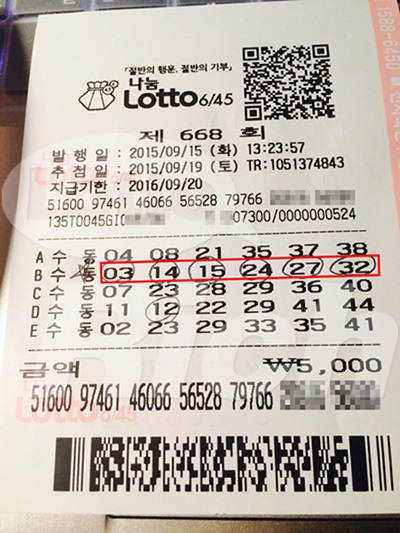 「절반의 행운, 절반의 기부」
나눔
Lotto 6/45
제 668 회
발 행 일 : 2015/09/15 (화) 13:23:57
추 첨 일 : 2015/09/19 (토) TR:1051374843
지급기한 : 2016/09/20
51600 97461 46066 56528 79766
135T0045GI 07300/0000000524
A 수 동 04 08 21 35 37 38
B 수 동 03 14 15 24 27 32
C 수 동 07 23 28 29 36 40
D 수 동 11 12 22 29 41 44
E 수 동 02 23 29 33 35 41
금액 ₩5,000
51600 97461 46066 56528 79766
1588-6450